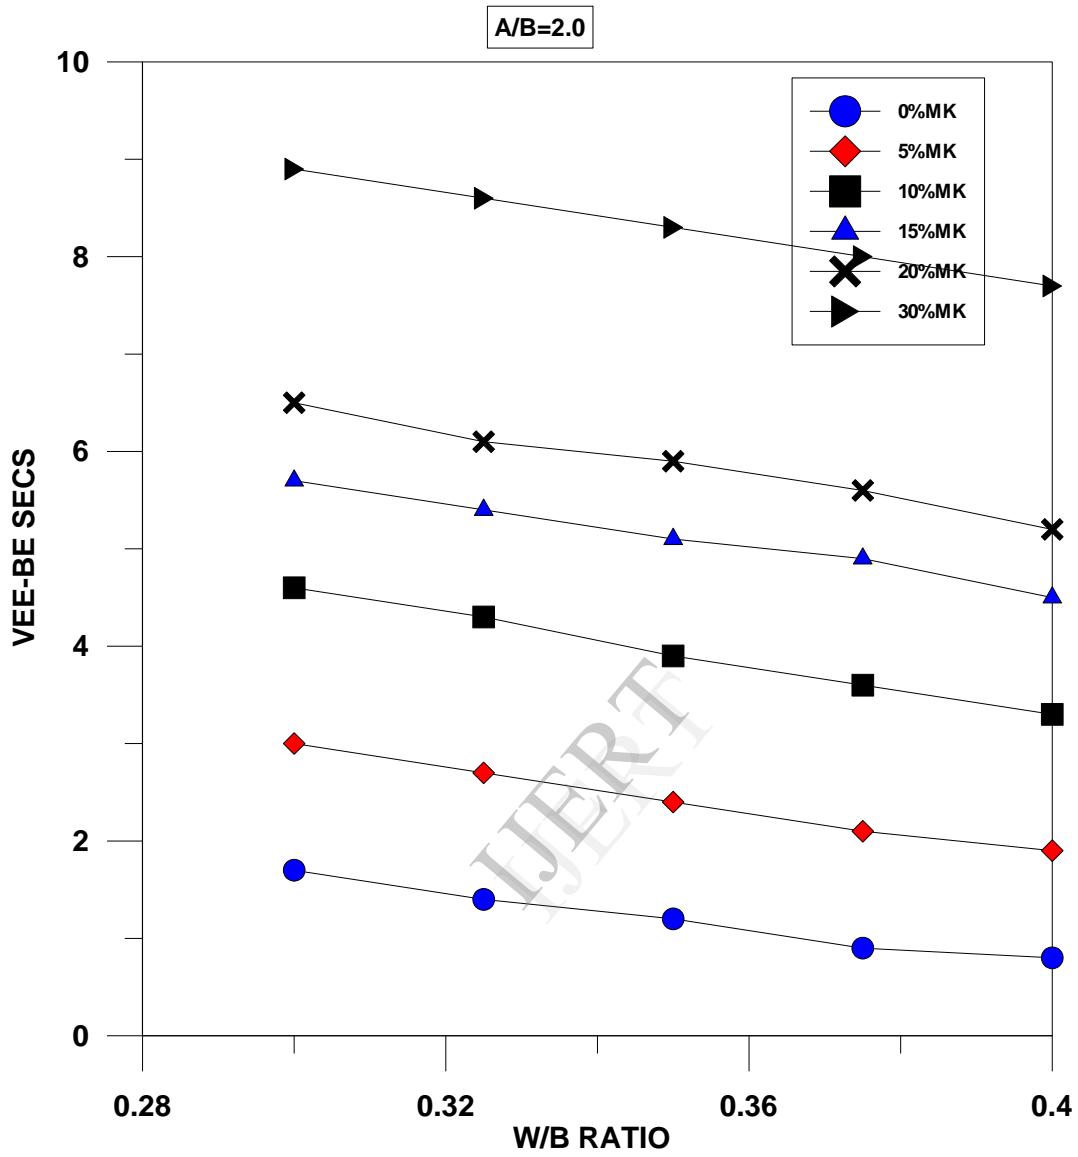 A/B=2.0
10
8
6
4
2
0
VEE-BE SECS
0%MK
5%MK
10%MK
15%MK
20%MK
30%MK
IJERT
0.28
0.32
0.36
0.4
W/B RATIO